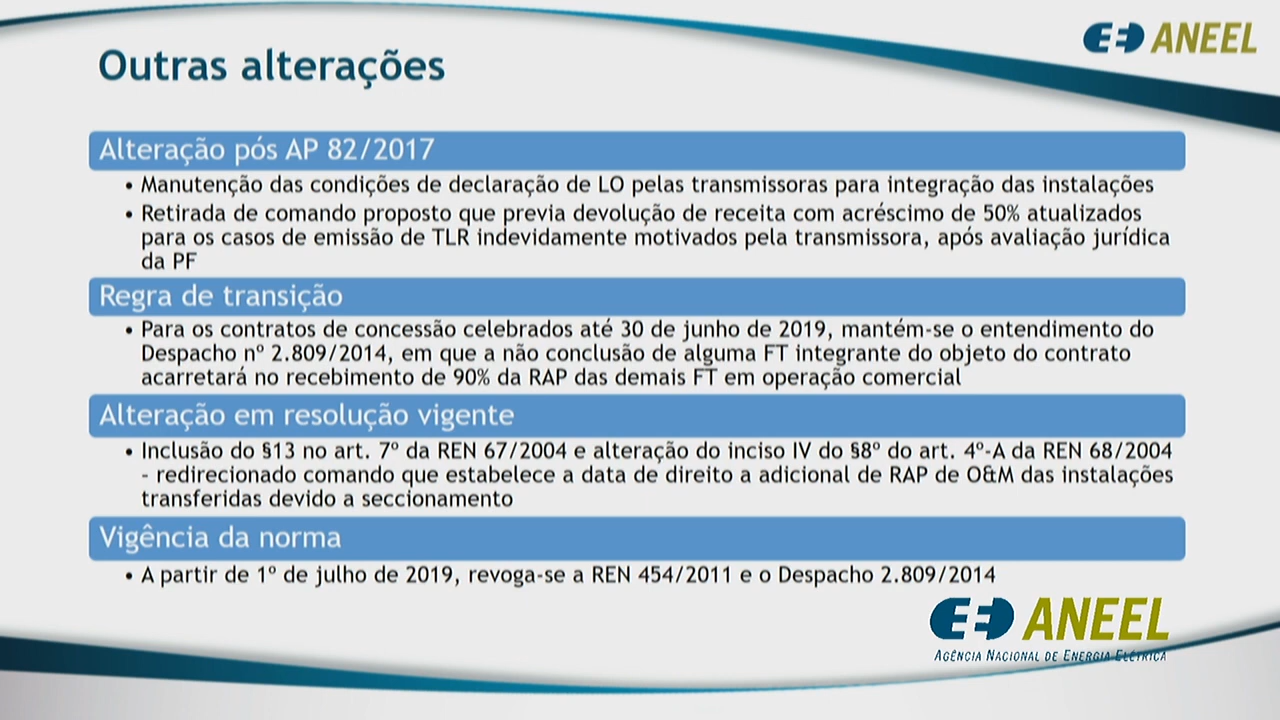 ANEEL
Outras alterações
Alteração pós AP 82/2017
• Manutenção das condições de declaração de LO pelas transmissoras para integração das instalações
• Retirada de comando proposto que previa devolução de receita com acréscimo de 50% atualizados
para os casos de emissão de TLR indevidamente motivados pela transmissora, após avaliação jurídica
da PF
Regra de transição
• Para os contratos de concessão celebrados até 30 de junho de 2019, mantém-se o entendimento do
Despacho nº 2.809/2014, em que a não conclusão de alguma FT integrante do objeto do contrato
acarretará no recebimento de 90% da RAP das demais FT em operação comercial
Alteração em resolução vigente
• Inclusão do §13 no art. 7º da REN 67/2004 e alteração do inciso IV do §8º do art. 4º-A da REN 68/2004
– redirecionado comando que estabelece a data de direito a adicional de RAP de O&M das instalações
transferidas devido a seccionamento
Vigência da norma
• A partir de 1º de julho de 2019, revoga-se a REN 454/2011 e o Despacho 2.809/2014
ANEEL
AGÊNCIA NACIONAL DE ENERGIA ELÉTRICA